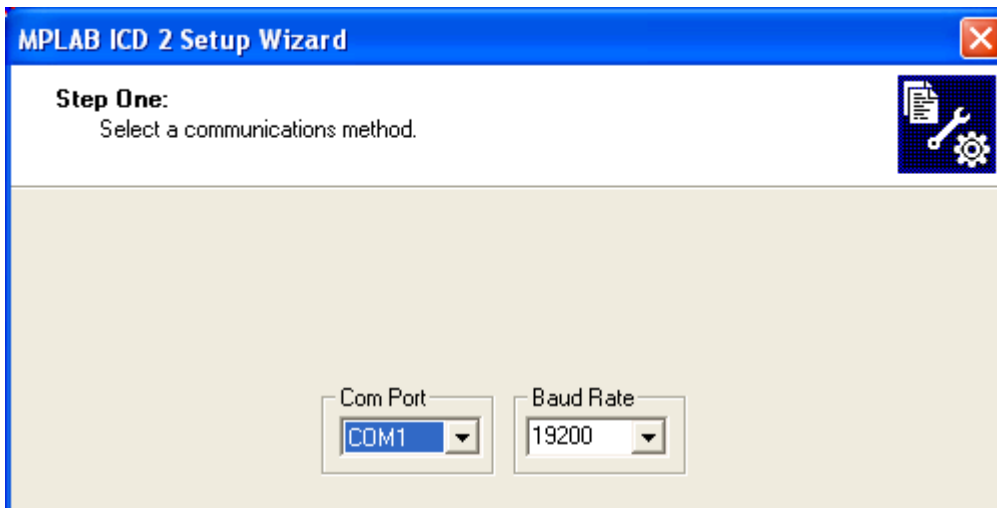 MPLAB ICD 2 Setup Wizard
Step One:
Select a communications method.
Com Port
Baud Rate
COM1
19200